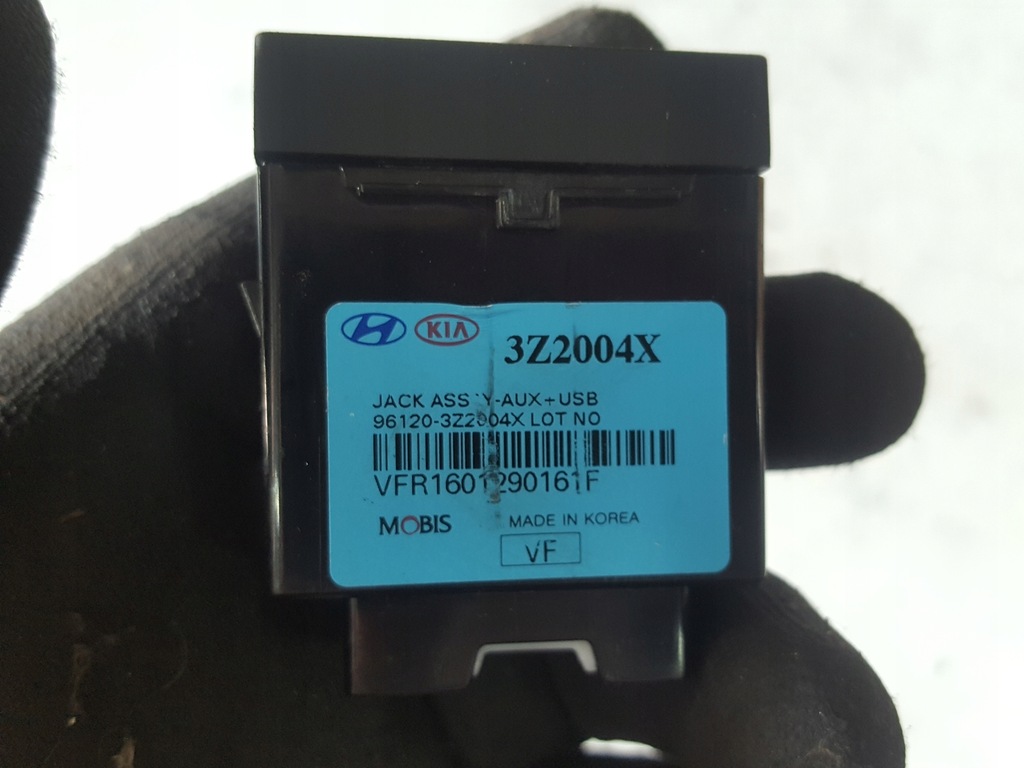 KIA 3Z2004X
JACK ASS'Y-AUX+USB
96120-3Z2004X LOT NO
VFR1601290161F
MOBIS MADE IN KOREA
VF